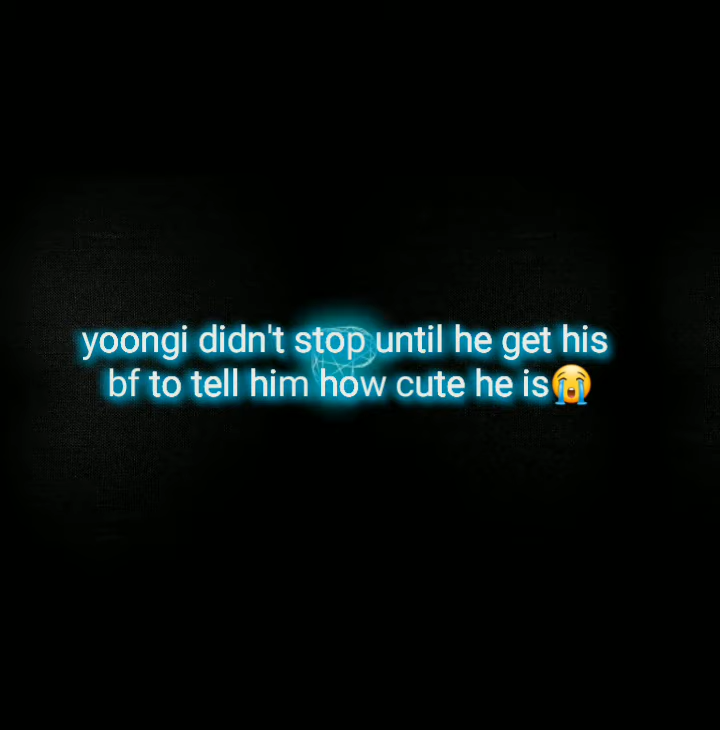 yoongi didn't stop until he get his
bf to tell him how cute he is😭